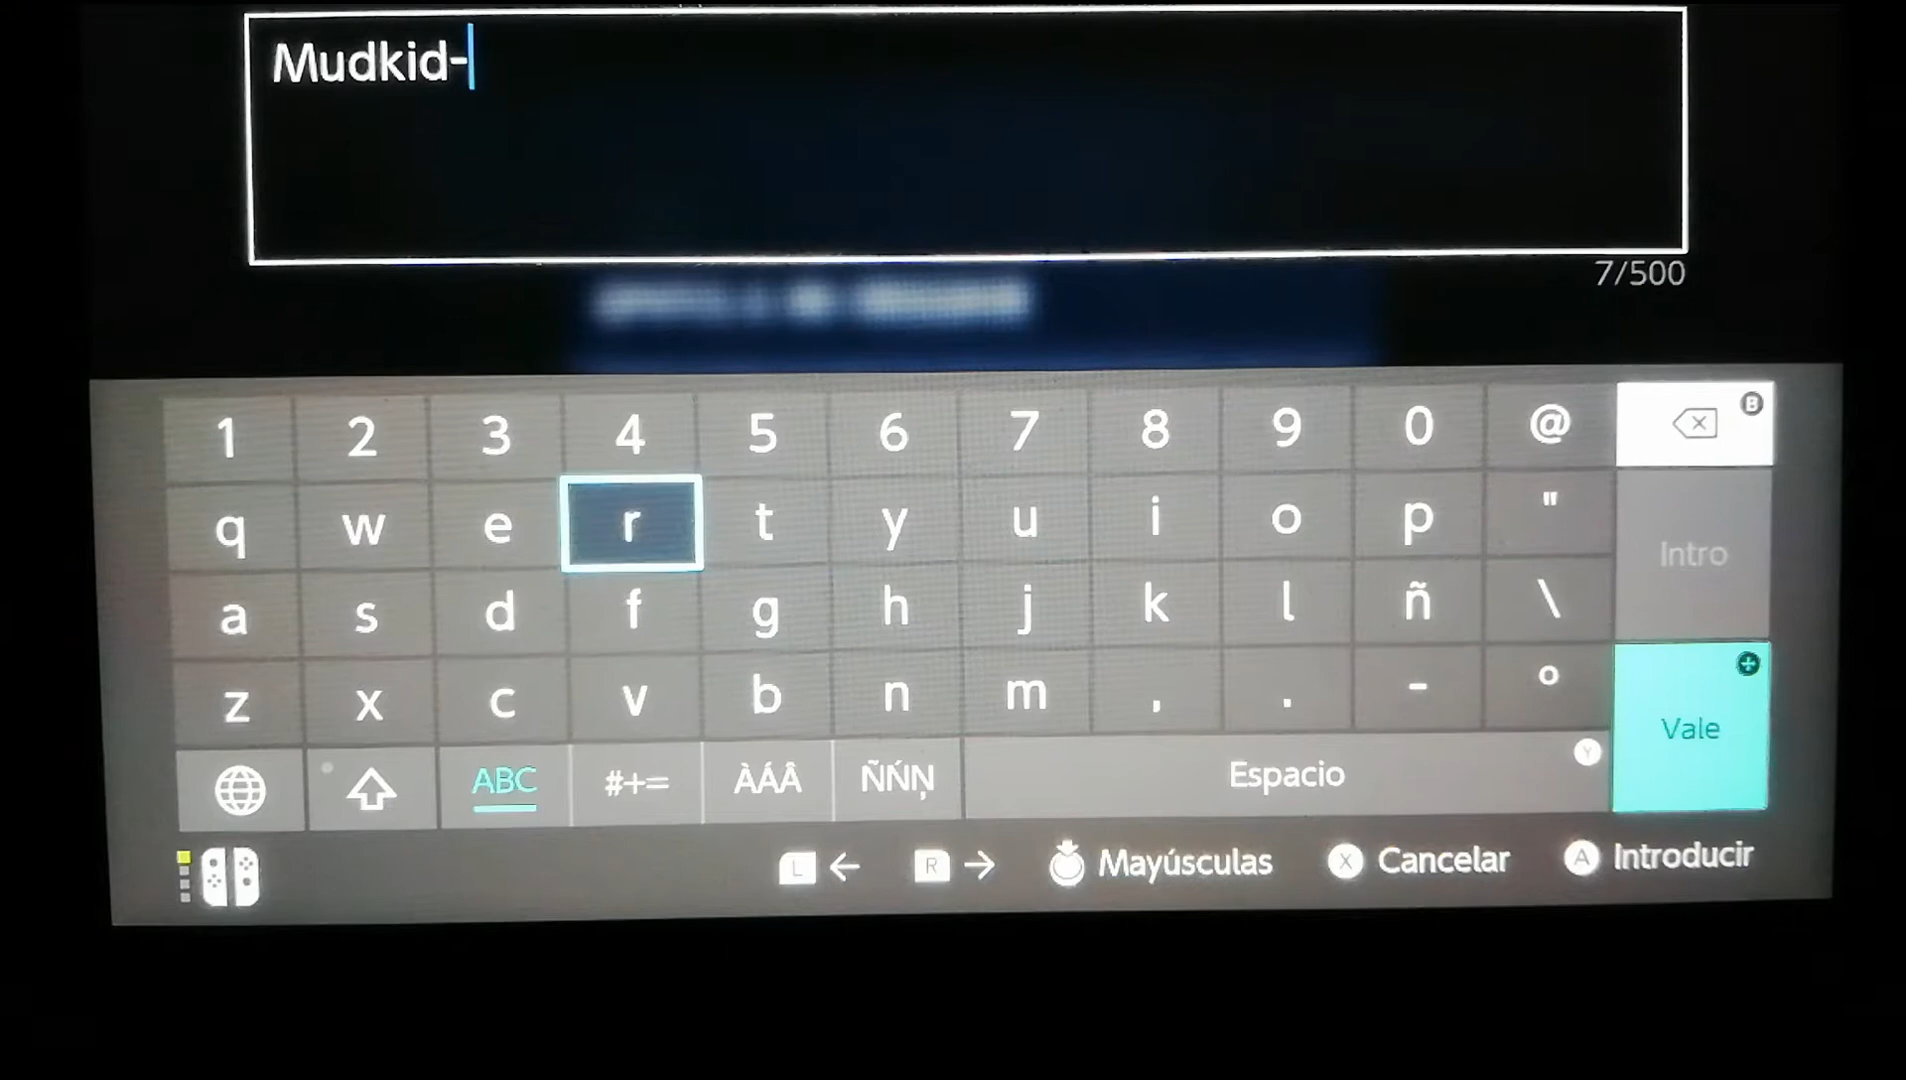 Mudkid-
7/500
1 2 3 4 5 6 7 8 9 0 @ B
q w e r t y u i o p " Intro
a s d f g h j k l ñ \
z x c v b n m , . - º Vale
ABC #+= ÀÁÂ ÑŃŅ Espacio Y
L ← R → Mayúsculas X Cancelar A Introducir